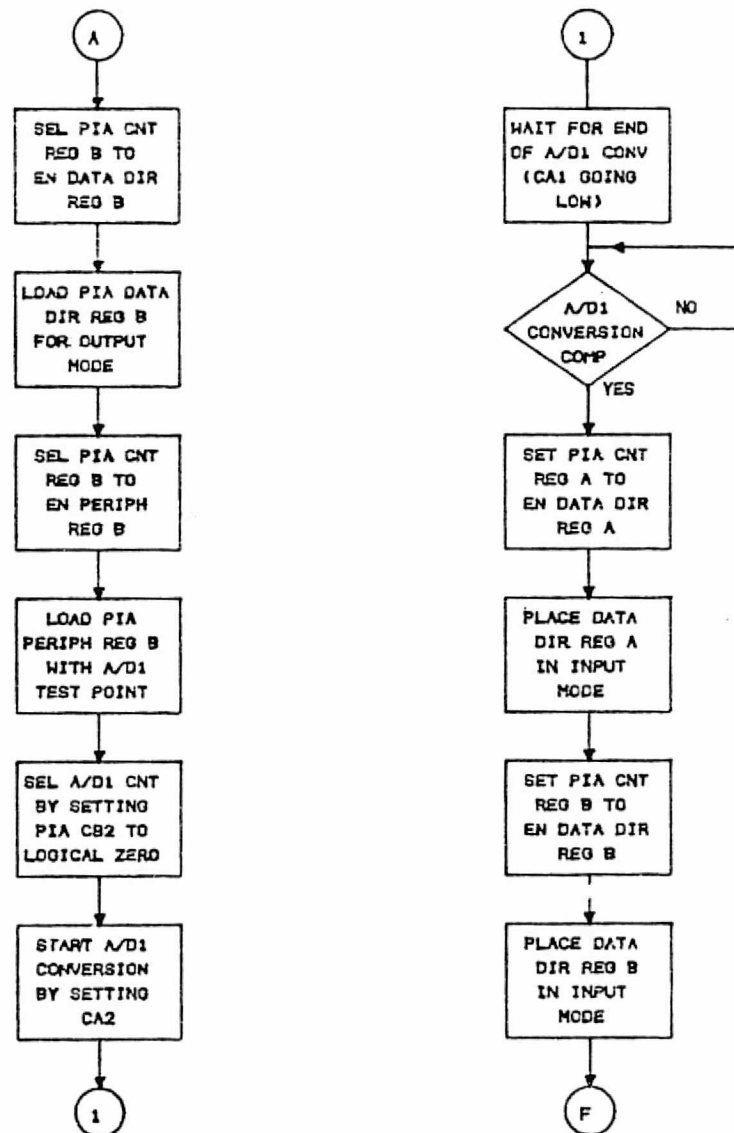 A
SEL PIA CNT
REG B TO
EN DATA DIR
REG B
LOAD PIA DATA
DIR REG B
FOR OUTPUT
MODE
SEL PIA CNT
REG B TO
EN PERIPH
REG B
LOAD PIA
PERIPH REG B
WITH A/D1
TEST POINT
SEL A/D1 CNT
BY SETTING
PIA CB2 TO
LOGICAL ZERO
START A/D1
CONVERSION
BY SETTING
CA2
1
1
WAIT FOR END
OF A/D1 CONV
(CA1 GOING
LOW)
A/D1
CONVERSION
COMP
NO
YES
SET PIA CNT
REG A TO
EN DATA DIR
REG A
PLACE DATA
DIR REG A
IN INPUT
MODE
SET PIA CNT
REG B TO
EN DATA DIR
REG B
PLACE DATA
DIR REG B
IN INPUT
MODE
F